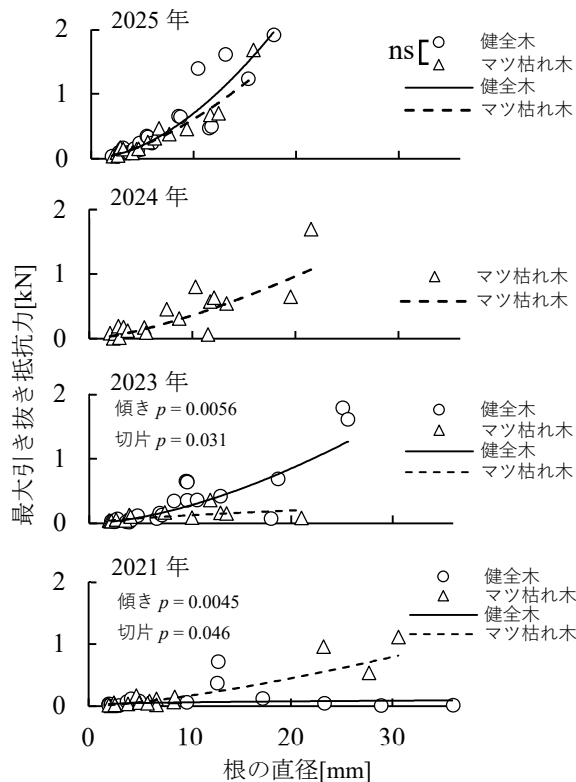 2025 年
2
1
0
ns
健全木
マツ枯れ木
健全木
マツ枯れ木
2024 年
2
1
0
マツ枯れ木
マツ枯れ木
2023 年
傾き p = 0.0056
切片 p = 0.031
2
1
0
健全木
マツ枯れ木
健全木
マツ枯れ木
2021 年
傾き p = 0.0045
切片 p = 0.046
2
1
0
健全木
マツ枯れ木
健全木
マツ枯れ木
0 10 20 30
根の直径[mm]
最大引き抜き抵抗力[kN]